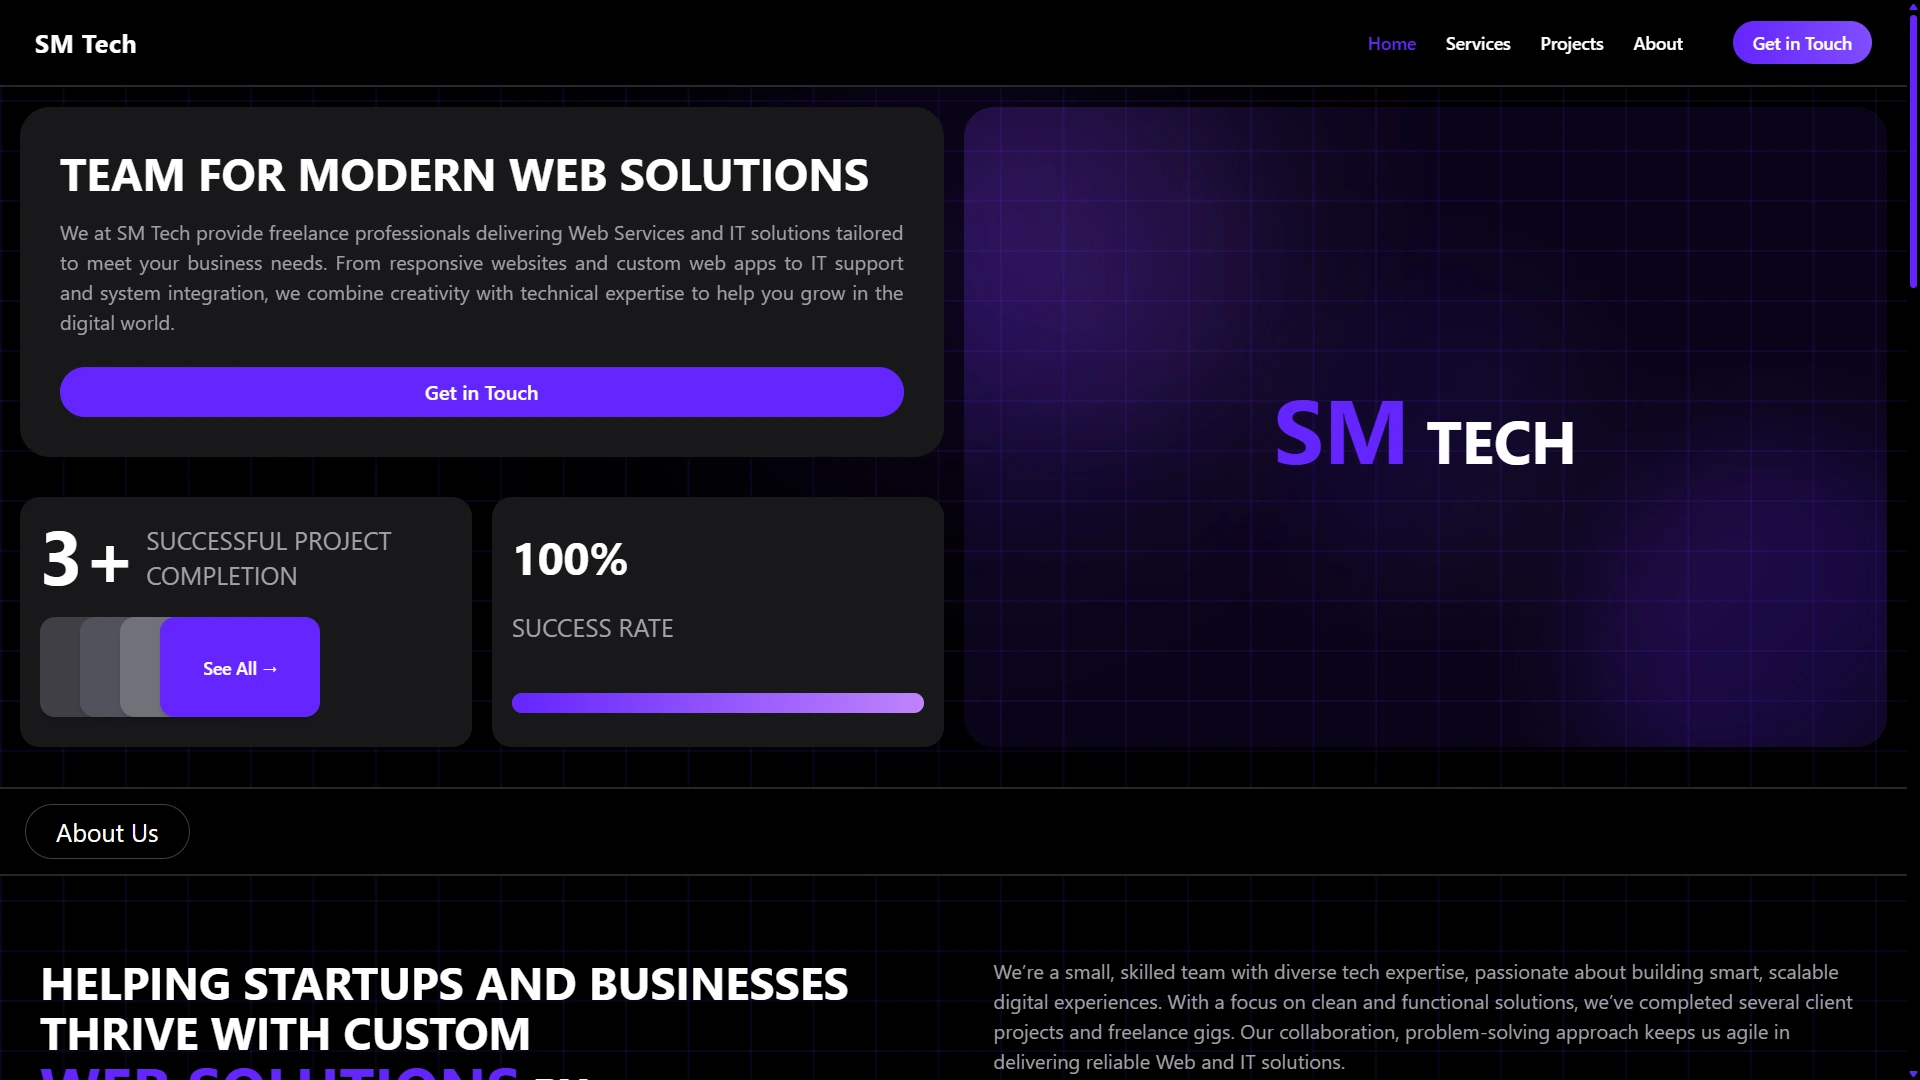 SM Tech
Home
Services
Projects
About
Get in Touch
TEAM FOR MODERN WEB SOLUTIONS
We at SM Tech provide freelance professionals delivering Web Services and IT solutions tailored
to meet your business needs. From responsive websites and custom web apps to IT support
and system integration, we combine creativity with technical expertise to help you grow in the
digital world.
Get in Touch
3+
SUCCESSFUL PROJECT
COMPLETION
See All →
100%
SUCCESS RATE
SM TECH
About Us
HELPING STARTUPS AND BUSINESSES
THRIVE WITH CUSTOM
WEB SOLUTIONS
We’re a small, skilled team with diverse tech expertise, passionate about building smart, scalable
digital experiences. With a focus on clean and functional solutions, we’ve completed several client
projects and freelance gigs. Our collaboration, problem-solving approach keeps us agile in
delivering reliable Web and IT solutions.